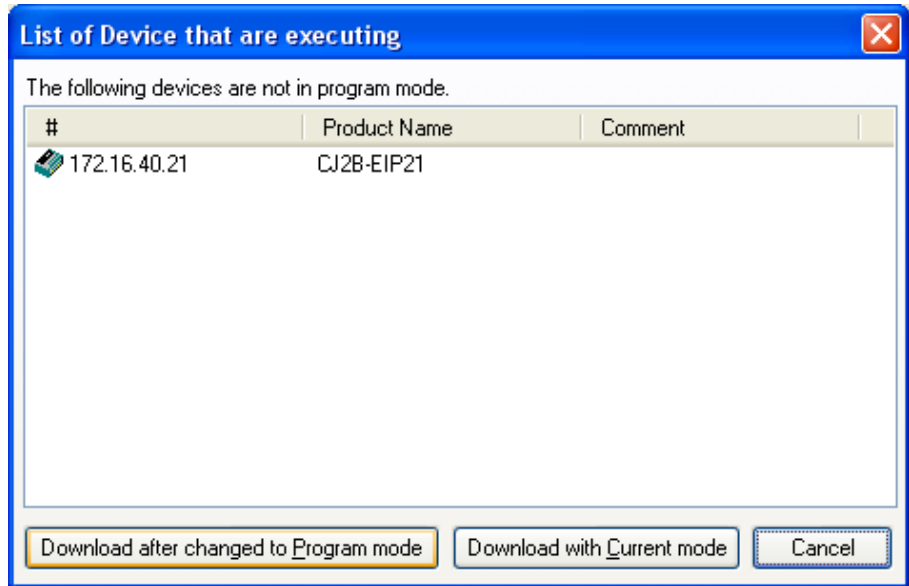 List of Device that are executing
The following devices are not in program mode.
# Product Name Comment
172.16.40.21 CJ2B-EIP21
Download after changed to Program mode Download with Current mode Cancel